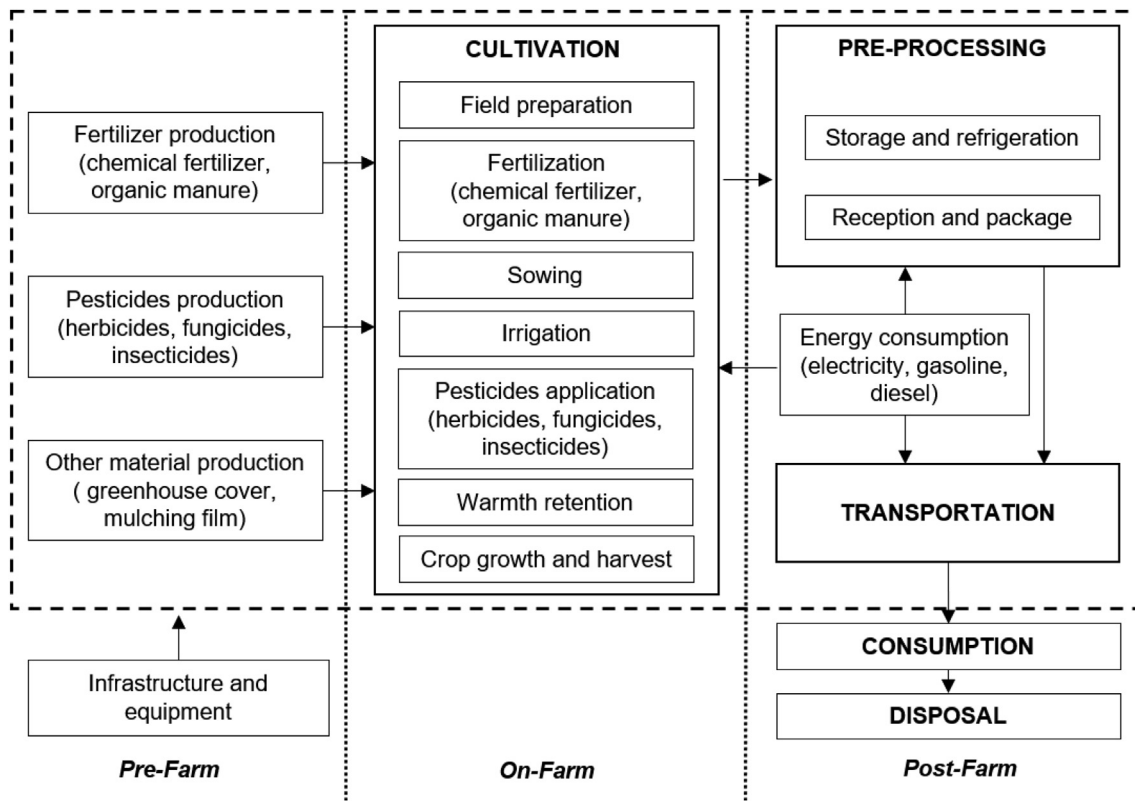 Fertilizer production
(chemical fertilizer,
organic manure)
Pesticides production
(herbicides, fungicides,
insecticides)
Other material production
( greenhouse cover,
mulching film)
Infrastructure and
equipment
Pre-Farm
CULTIVATION
Field preparation
Fertilization
(chemical fertilizer,
organic manure)
Sowing
Irrigation
Pesticides application
(herbicides, fungicides,
insecticides)
Warmth retention
Crop growth and harvest
On-Farm
PRE-PROCESSING
Storage and refrigeration
Reception and package
Energy consumption
(electricity, gasoline,
diesel)
TRANSPORTATION
CONSUMPTION
DISPOSAL
Post-Farm